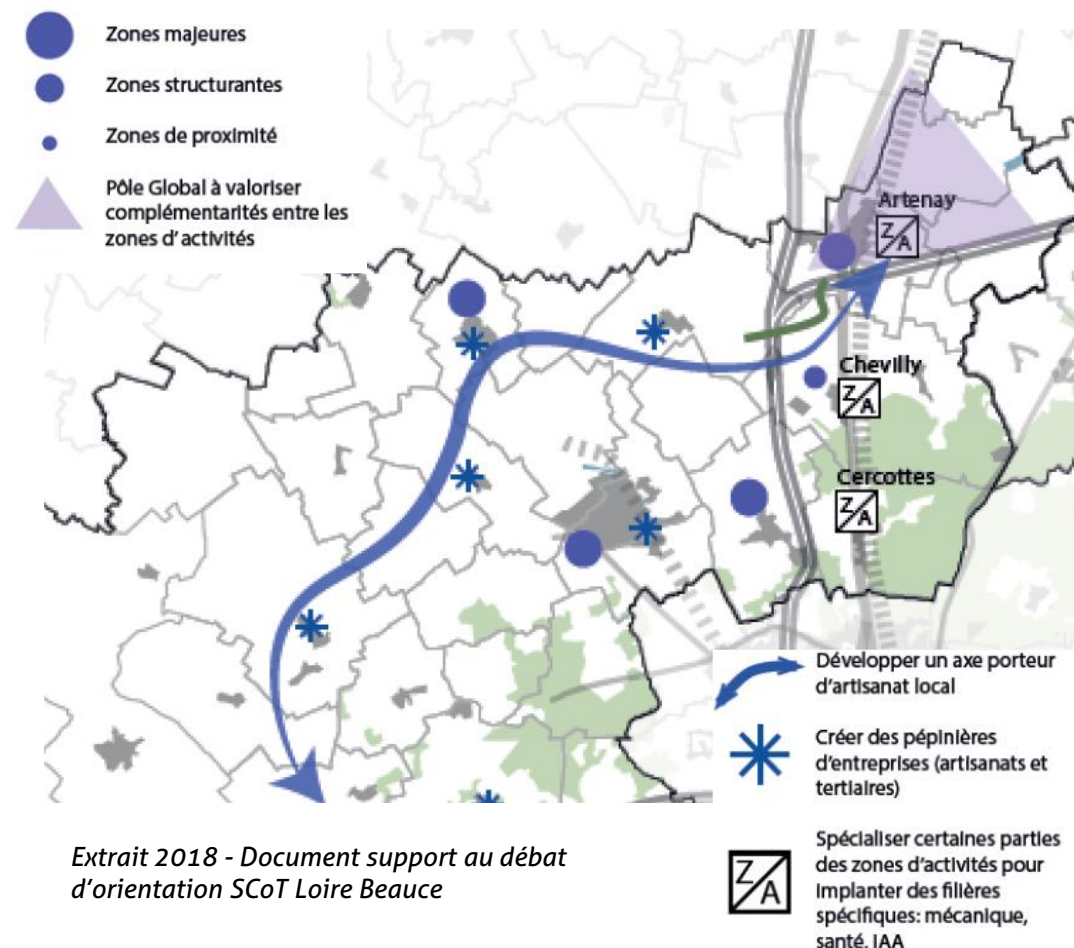 Zones majeures
Zones structurantes
Zones de proximité
Pôle Global à valoriser
complémentarités entre les
zones d'activités
Artenay
Z/A
Chevilly
Z/A
Cercottes
Z/A
Développer un axe porteur
d'artisanat local
Créer des pépinières
d'entreprises (artisanats et
tertiaires)
Z/A
Spécialiser certaines parties
des zones d'activités pour
implanter des filières
spécifiques: mécanique,
santé, IAA
Extrait 2018 - Document support au débat
d'orientation SCoT Loire Beauce